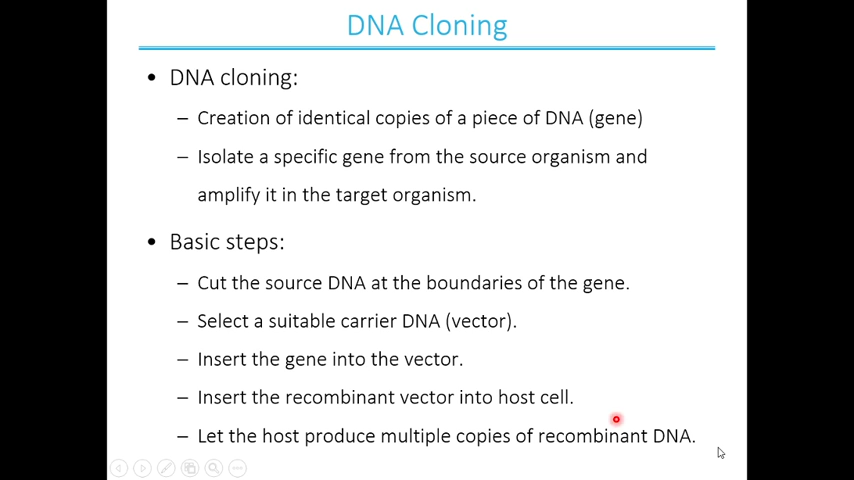 DNA Cloning
• DNA cloning:
– Creation of identical copies of a piece of DNA (gene)
– Isolate a specific gene from the source organism and
amplify it in the target organism.
• Basic steps:
– Cut the source DNA at the boundaries of the gene.
– Select a suitable carrier DNA (vector).
– Insert the gene into the vector.
– Insert the recombinant vector into host cell.
– Let the host produce multiple copies of recombinant DNA.